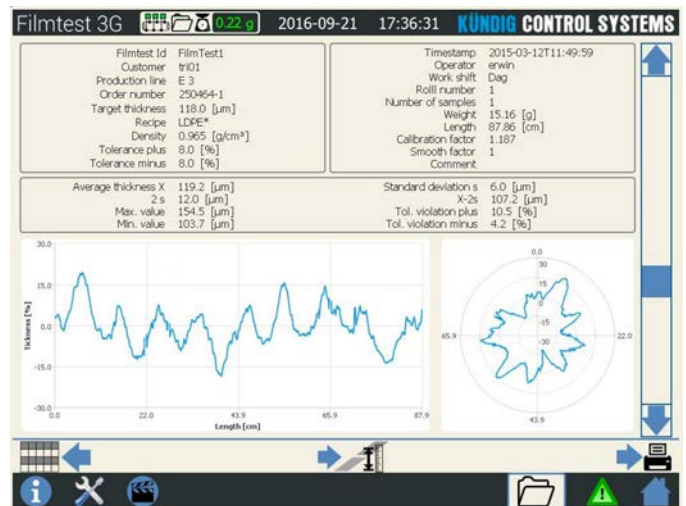 Filmtest 3G 0.22 g 2016-09-21 17:36:31 KÜNDIG CONTROL SYSTEMS
Filmtest Id FilmTest1
Customer tri01
Production line E 3
Order number 250464-1
Target thickness 118.0 [µm]
Recipe LDPE*
Density 0.965 [g/cm³]
Tolerance plus 8.0 [%]
Tolerance minus 8.0 [%]
Timestamp 2015-03-12T11:49:59
Operator erwin
Work shift Dag
Rolll number 1
Number of samples 1
Weight 15.16 [g]
Length 87.86 [cm]
Calibration factor 1.187
Smooth factor 1
Comment
Average thickness X 119.2 [µm]
2 s 12.0 [µm]
Max. value 154.5 [µm]
Min. value 103.7 [µm]
Standard deviation s 6.0 [µm]
X-2s 107.2 [µm]
Tol. violation plus 10.5 [%]
Tol. violation minus 4.2 [%]
30.0
15.0
0.0
-15.0
-30.0
Tickness [%]
0.0 22.0 43.9 65.9 87.9
Length [cm]
0.0
30
15
-15
-30
65.9
22.0
43.9